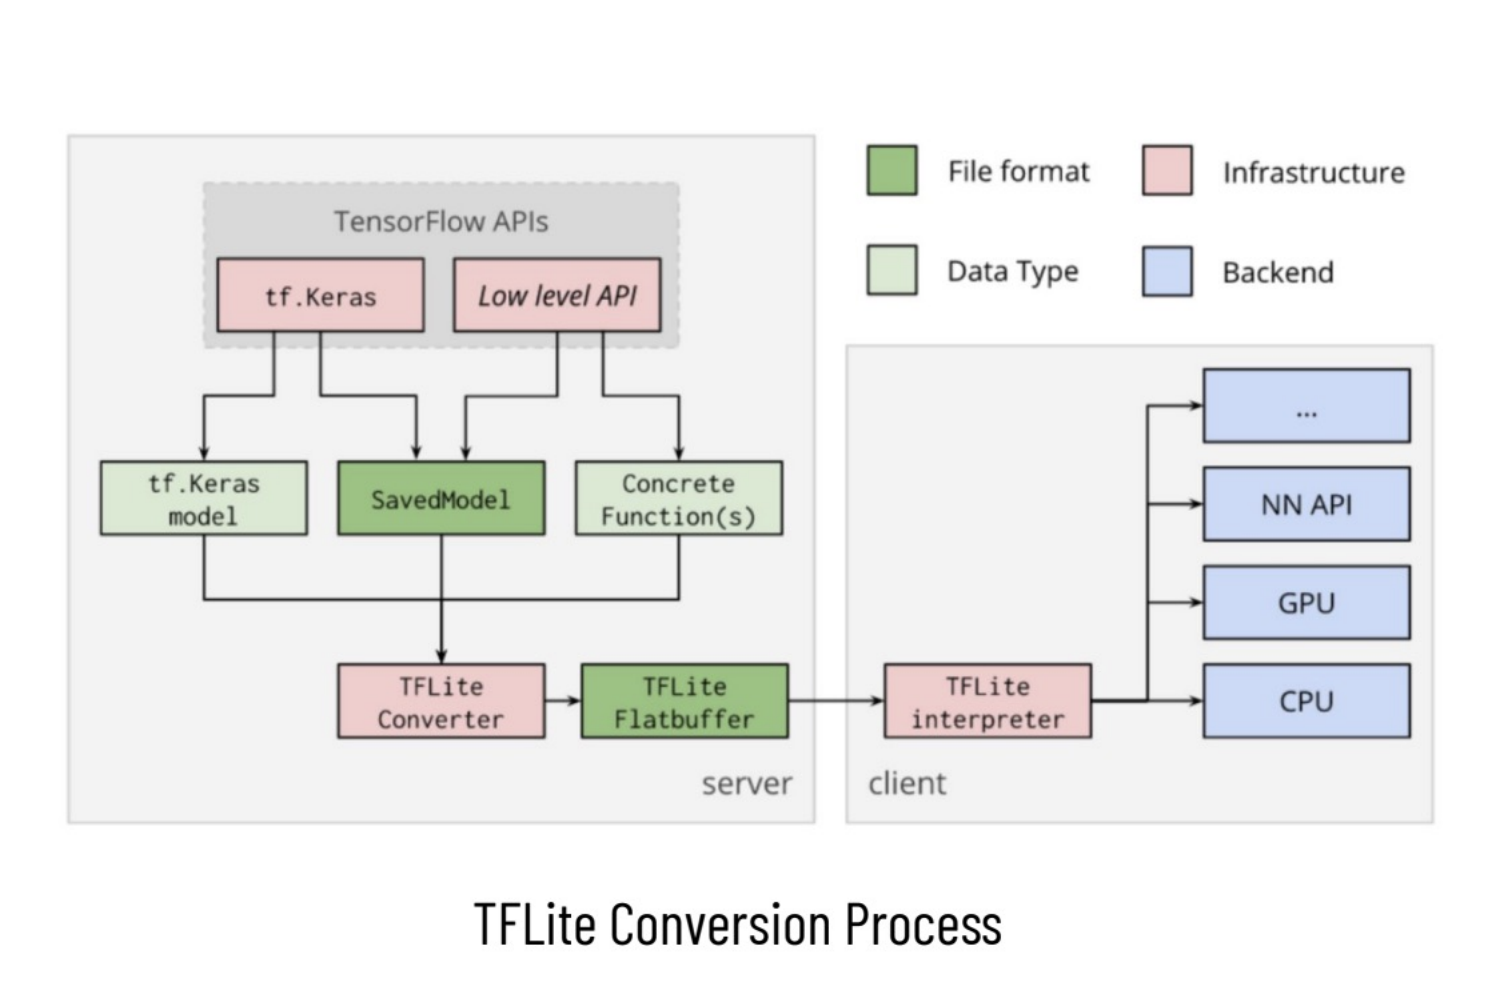 TensorFlow APIs
tf.Keras
Low level API
tf.Keras
model
SavedModel
Concrete
Function(s)
TFLite
Converter
TFLite
Flatbuffer
server
File format
Infrastructure
Data Type
Backend
...
NN API
GPU
CPU
TFLite
interpreter
client
TFLite Conversion Process